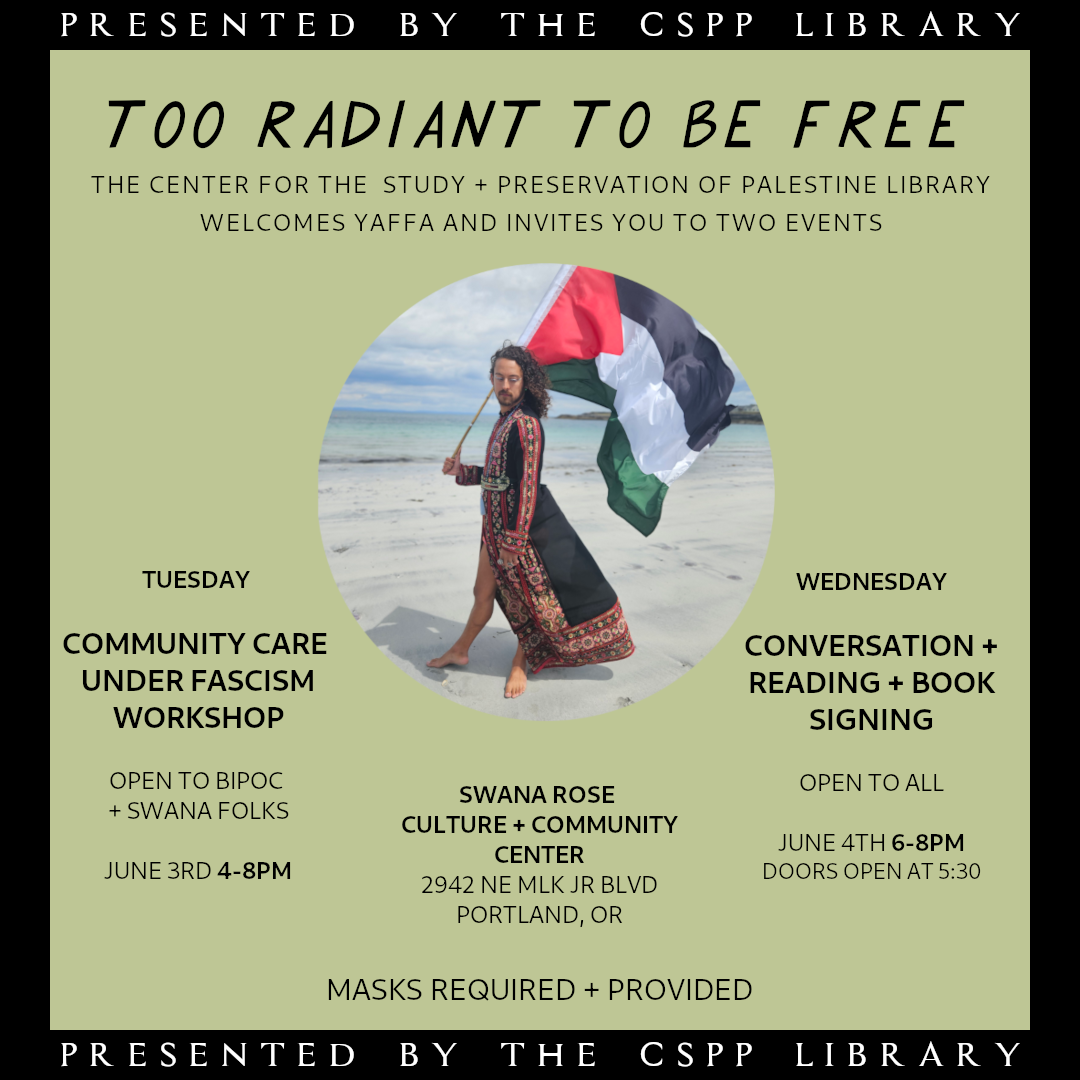 PRESENTED BY THE CSPP LIBRARY
TOO RADIANT TO BE FREE
THE CENTER FOR THE STUDY + PRESERVATION OF PALESTINE LIBRARY
WELCOMES YAFFA AND INVITES YOU TO TWO EVENTS
TUESDAY
COMMUNITY CARE
UNDER FASCISM
WORKSHOP
OPEN TO BIPOC
+ SWANA FOLKS
JUNE 3RD 4-8PM
SWANA ROSE
CULTURE + COMMUNITY
CENTER
2942 NE MLK JR BLVD
PORTLAND, OR
WEDNESDAY
CONVERSATION +
READING + BOOK
SIGNING
OPEN TO ALL
JUNE 4TH 6-8PM
DOORS OPEN AT 5:30
MASKS REQUIRED + PROVIDED
PRESENTED BY THE CSPP LIBRARY